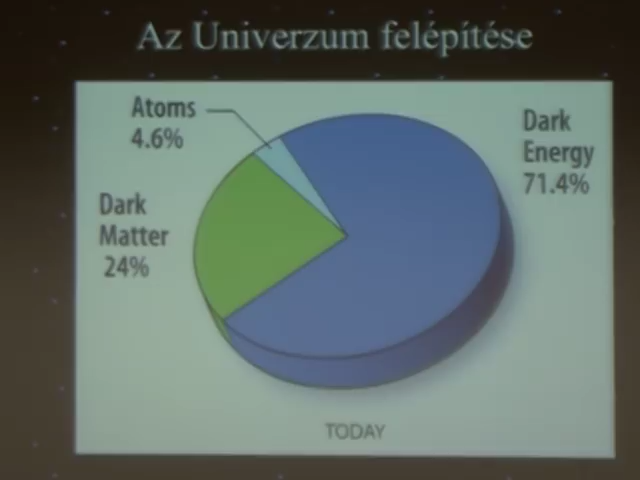 Az Univerzum felépítése
Atoms
4.6%
Dark
Energy
71.4%
Dark
Matter
24%
TODAY